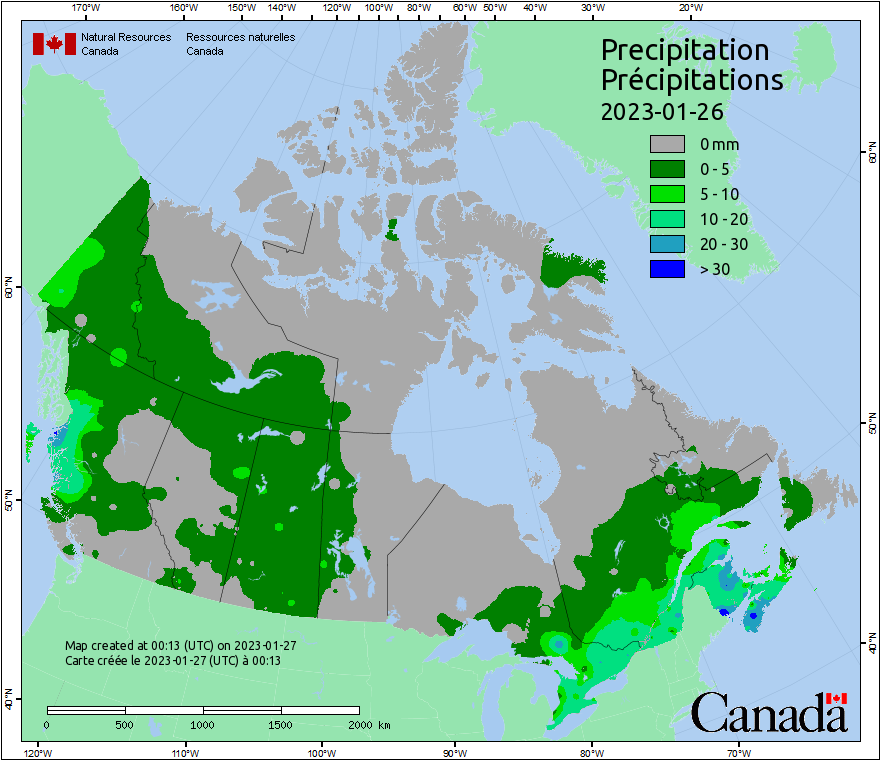 170°W 160°W 150°W 140°W 130°W 120°W 110°W 100°W 90°W 80°W 60°W 50°W 40°W 30°W 20°W
Natural Resources Ressources naturelles
Canada Canada
Precipitation
Précipitations
2023-01-26
0 mm
0 - 5
5 - 10
10 - 20
20 - 30
> 30
60°N
60°N
50°N
50°N
40°N
40°N
Map created at 00:13 (UTC) on 2023-01-27
Carte créée le 2023-01-27 (UTC) à 00:13
0 500 1000 1500 2000 km
Canada
120°W 110°W 100°W 90°W 80°W 70°W